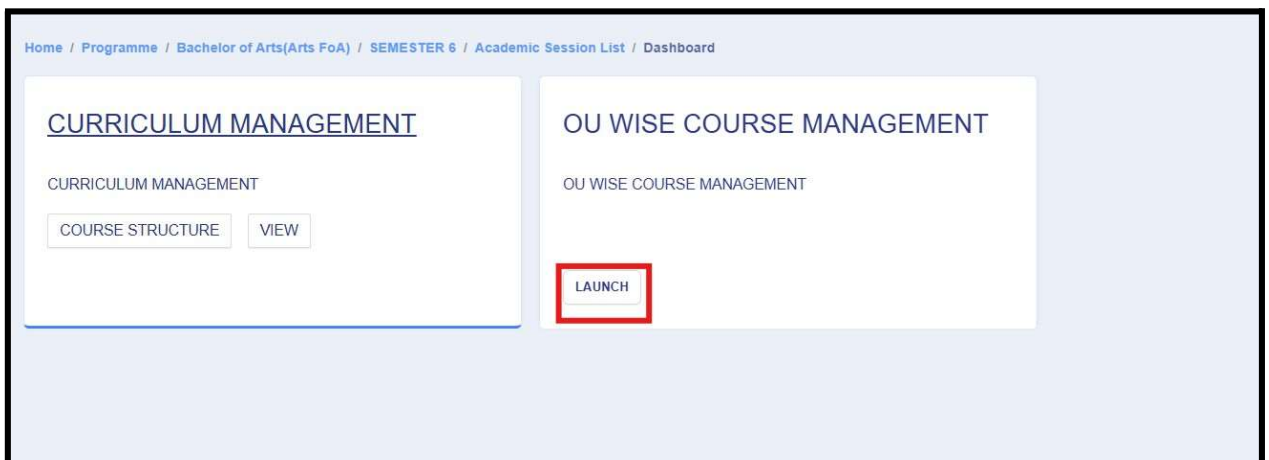 Home / Programme / Bachelor of Arts(Arts FoA) / SEMESTER 6 / Academic Session List / Dashboard
CURRICULUM MANAGEMENT
CURRICULUM MANAGEMENT
COURSE STRUCTURE VIEW
OU WISE COURSE MANAGEMENT
OU WISE COURSE MANAGEMENT
LAUNCH